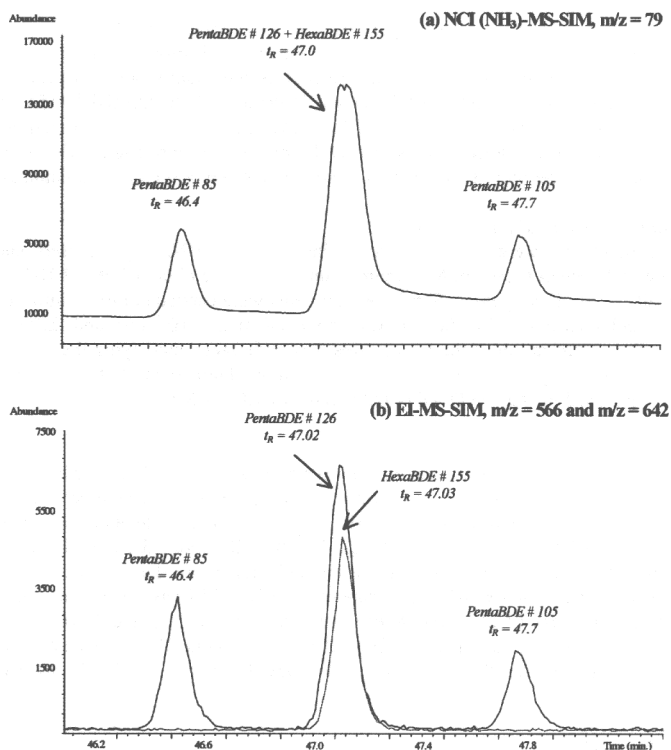 Abundance
(a) NCI (NH₃)-MS-SIM, m/z = 79
170000
PentaBDE # 126 + HexaBDE # 155
t_R = 47.0
130000
90000
PentaBDE # 85
t_R = 46.4
PentaBDE # 105
t_R = 47.7
50000
10000
Abundance
(b) EI-MS-SIM, m/z = 566 and m/z = 642
7500
PentaBDE # 126
t_R = 47.02
HexaBDE # 155
t_R = 47.03
5500
PentaBDE # 85
t_R = 46.4
3500
PentaBDE # 105
t_R = 47.7
1500
46.2 46.6 47.0 47.4 47.8 Time (min.)